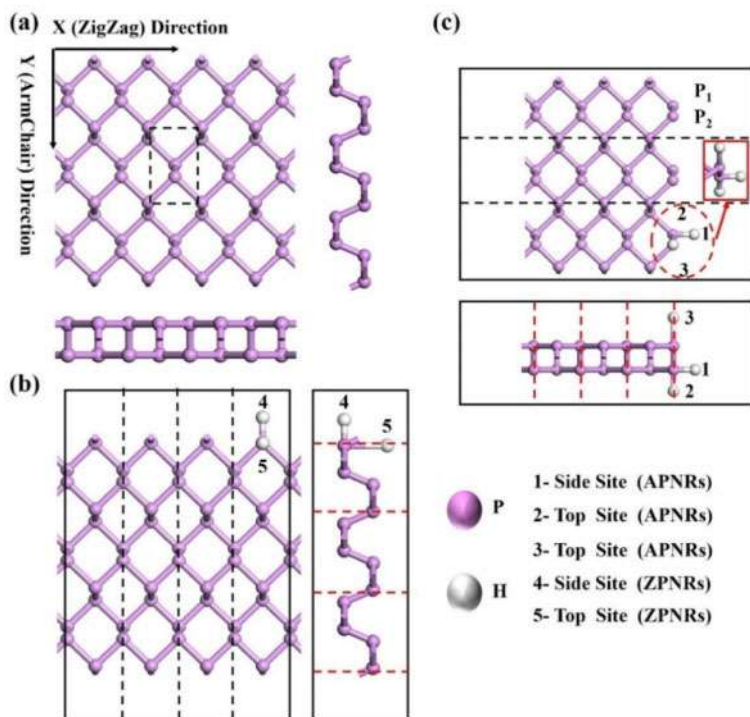 (a)
X (ZigZag) Direction
Y (ArmChair) Direction
(b)
4
5
4
5
(c)
P1
P2
2
1
3
3
1
2
P
H
1- Side Site (APNRs)
2- Top Site (APNRs)
3- Top Site (APNRs)
4- Side Site (ZPNRs)
5- Top Site (ZPNRs)